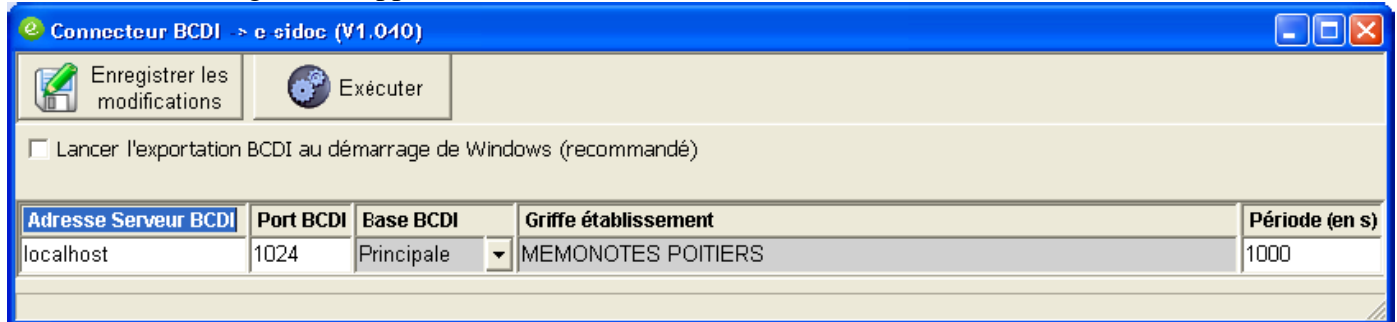 Connecteur BCDI -> e-sidoc (V1.040)
Enregistrer les
modifications
Exécuter
Lancer l'exportation BCDI au démarrage de Windows (recommandé)
Adresse Serveur BCDI Port BCDI Base BCDI Griffe établissement Période (en s)
localhost 1024 Principale MEMONOTES POITIERS 1000